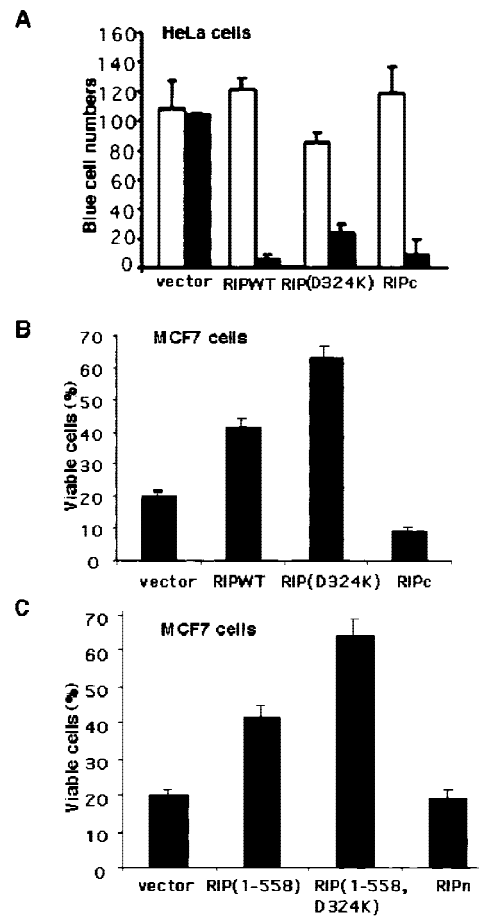 A
HeLa cells
Blue cell numbers
160
140
120
100
80
60
40
20
0
vector RIPWT RIP(D324K) RIPc
B
MCF7 cells
Viable cells (%)
70
60
50
40
30
20
10
0
vector RIPWT RIP(D324K) RIPc
C
MCF7 cells
Viable cells (%)
70
60
50
40
30
20
10
0
vector RIP(1-558) RIP(1-558, RIPn
D324K)